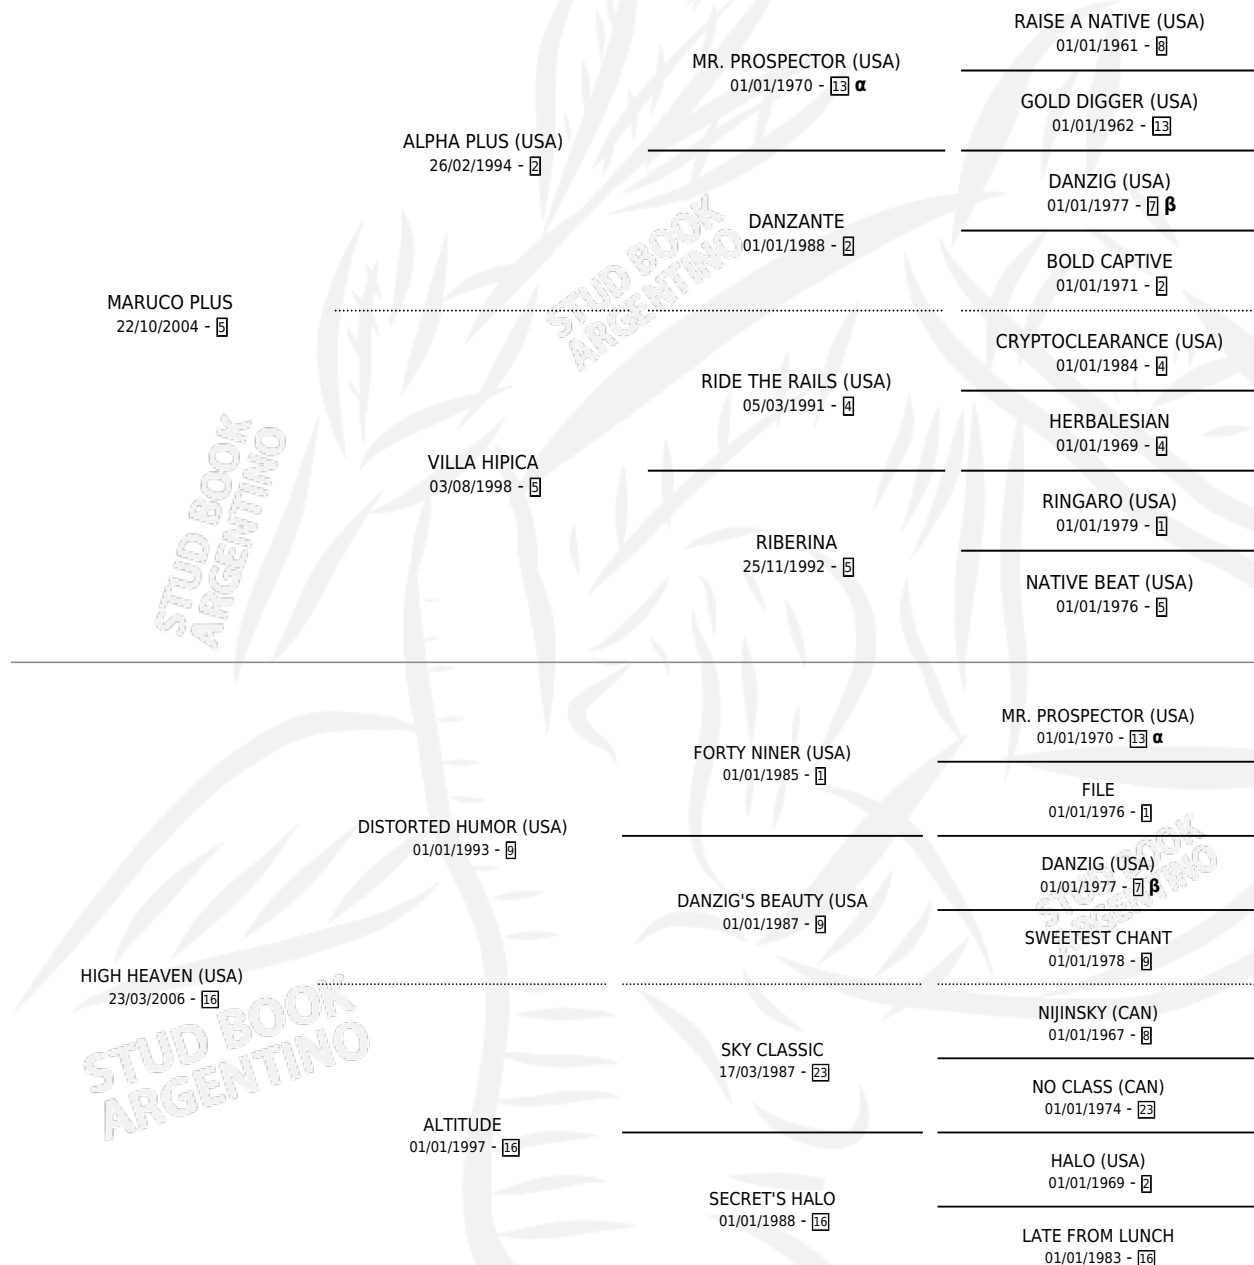 RAISE A NATIVE (USA)
01/01/1961 - 8
MR. PROSPECTOR (USA)
01/01/1970 - 13 α
GOLD DIGGER (USA)
01/01/1962 - 13
ALPHA PLUS (USA)
26/02/1994 - 2
DANZIG (USA)
01/01/1977 - 7 β
DANZANTE
01/01/1988 - 2
BOLD CAPTIVE
01/01/1971 - 2
MARUCO PLUS
22/10/2004 - 5
CRYPTOCLEARANCE (USA)
01/01/1984 - 4
RIDE THE RAILS (USA)
05/03/1991 - 4
HERBALESIAN
01/01/1969 - 4
VILLA HIPICA
03/08/1998 - 5
RINGARO (USA)
01/01/1979 - 1
RIBERINA
25/11/1992 - 5
NATIVE BEAT (USA)
01/01/1976 - 5
MR. PROSPECTOR (USA)
01/01/1970 - 13 α
FORTY NINER (USA)
01/01/1985 - 1
FILE
01/01/1976 - 1
DISTORTED HUMOR (USA)
01/01/1993 - 9
DANZIG (USA)
01/01/1977 - 7 β
DANZIG'S BEAUTY (USA
01/01/1987 - 9
SWEETEST CHANT
01/01/1978 - 9
HIGH HEAVEN (USA)
23/03/2006 - 16
NIJINSKY (CAN)
01/01/1967 - 8
SKY CLASSIC
17/03/1987 - 23
NO CLASS (CAN)
01/01/1974 - 23
ALTITUDE
01/01/1997 - 16
HALO (USA)
01/01/1969 - 2
SECRET'S HALO
01/01/1988 - 16
LATE FROM LUNCH
01/01/1983 - 16
STUD BOOK
ARGENTINO
STUD BOOK
ARGENTINO
STUD BOOK
ARGENTINO
STUD BOOK
ARGENTINO